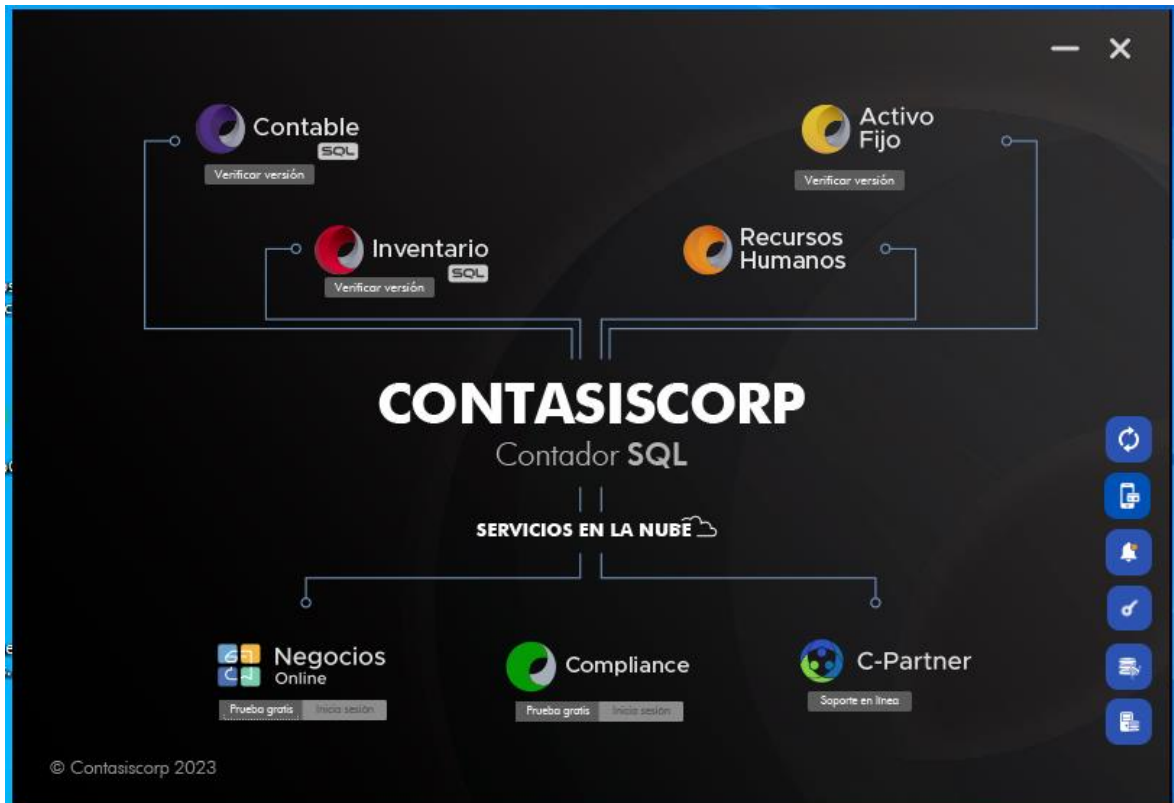 Contable
SQL
Verificar versión
Activo
Fijo
Verificar versión
Inventario
SQL
Verificar versión
Recursos
Humanos
CONTASISCORP
Contador SQL
SERVICIOS EN LA NUBE
Negocios
Online
Prueba gratis Inicia sesión
Compliance
Prueba gratis Inicia sesión
C-Partner
Soporte en línea
© Contasiscorp 2023